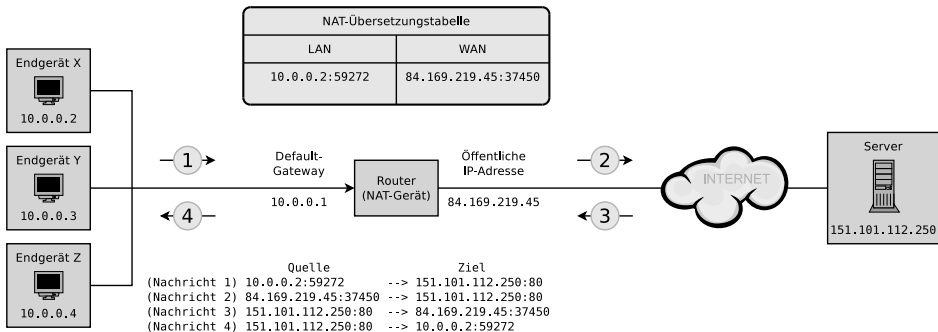 NAT-Übersetzungstabelle
LAN WAN
10.0.0.2:59272 84.169.219.45:37450
Endgerät X
10.0.0.2
Endgerät Y
10.0.0.3
Endgerät Z
10.0.0.4
1
4
Default-
Gateway
10.0.0.1
Router
(NAT-Gerät)
Öffentliche
IP-Adresse
84.169.219.45
2
3
INTERNET
Server
151.101.112.250
Quelle Ziel
(Nachricht 1) 10.0.0.2:59272 --> 151.101.112.250:80
(Nachricht 2) 84.169.219.45:37450 --> 151.101.112.250:80
(Nachricht 3) 151.101.112.250:80 --> 84.169.219.45:37450
(Nachricht 4) 151.101.112.250:80 --> 10.0.0.2:59272